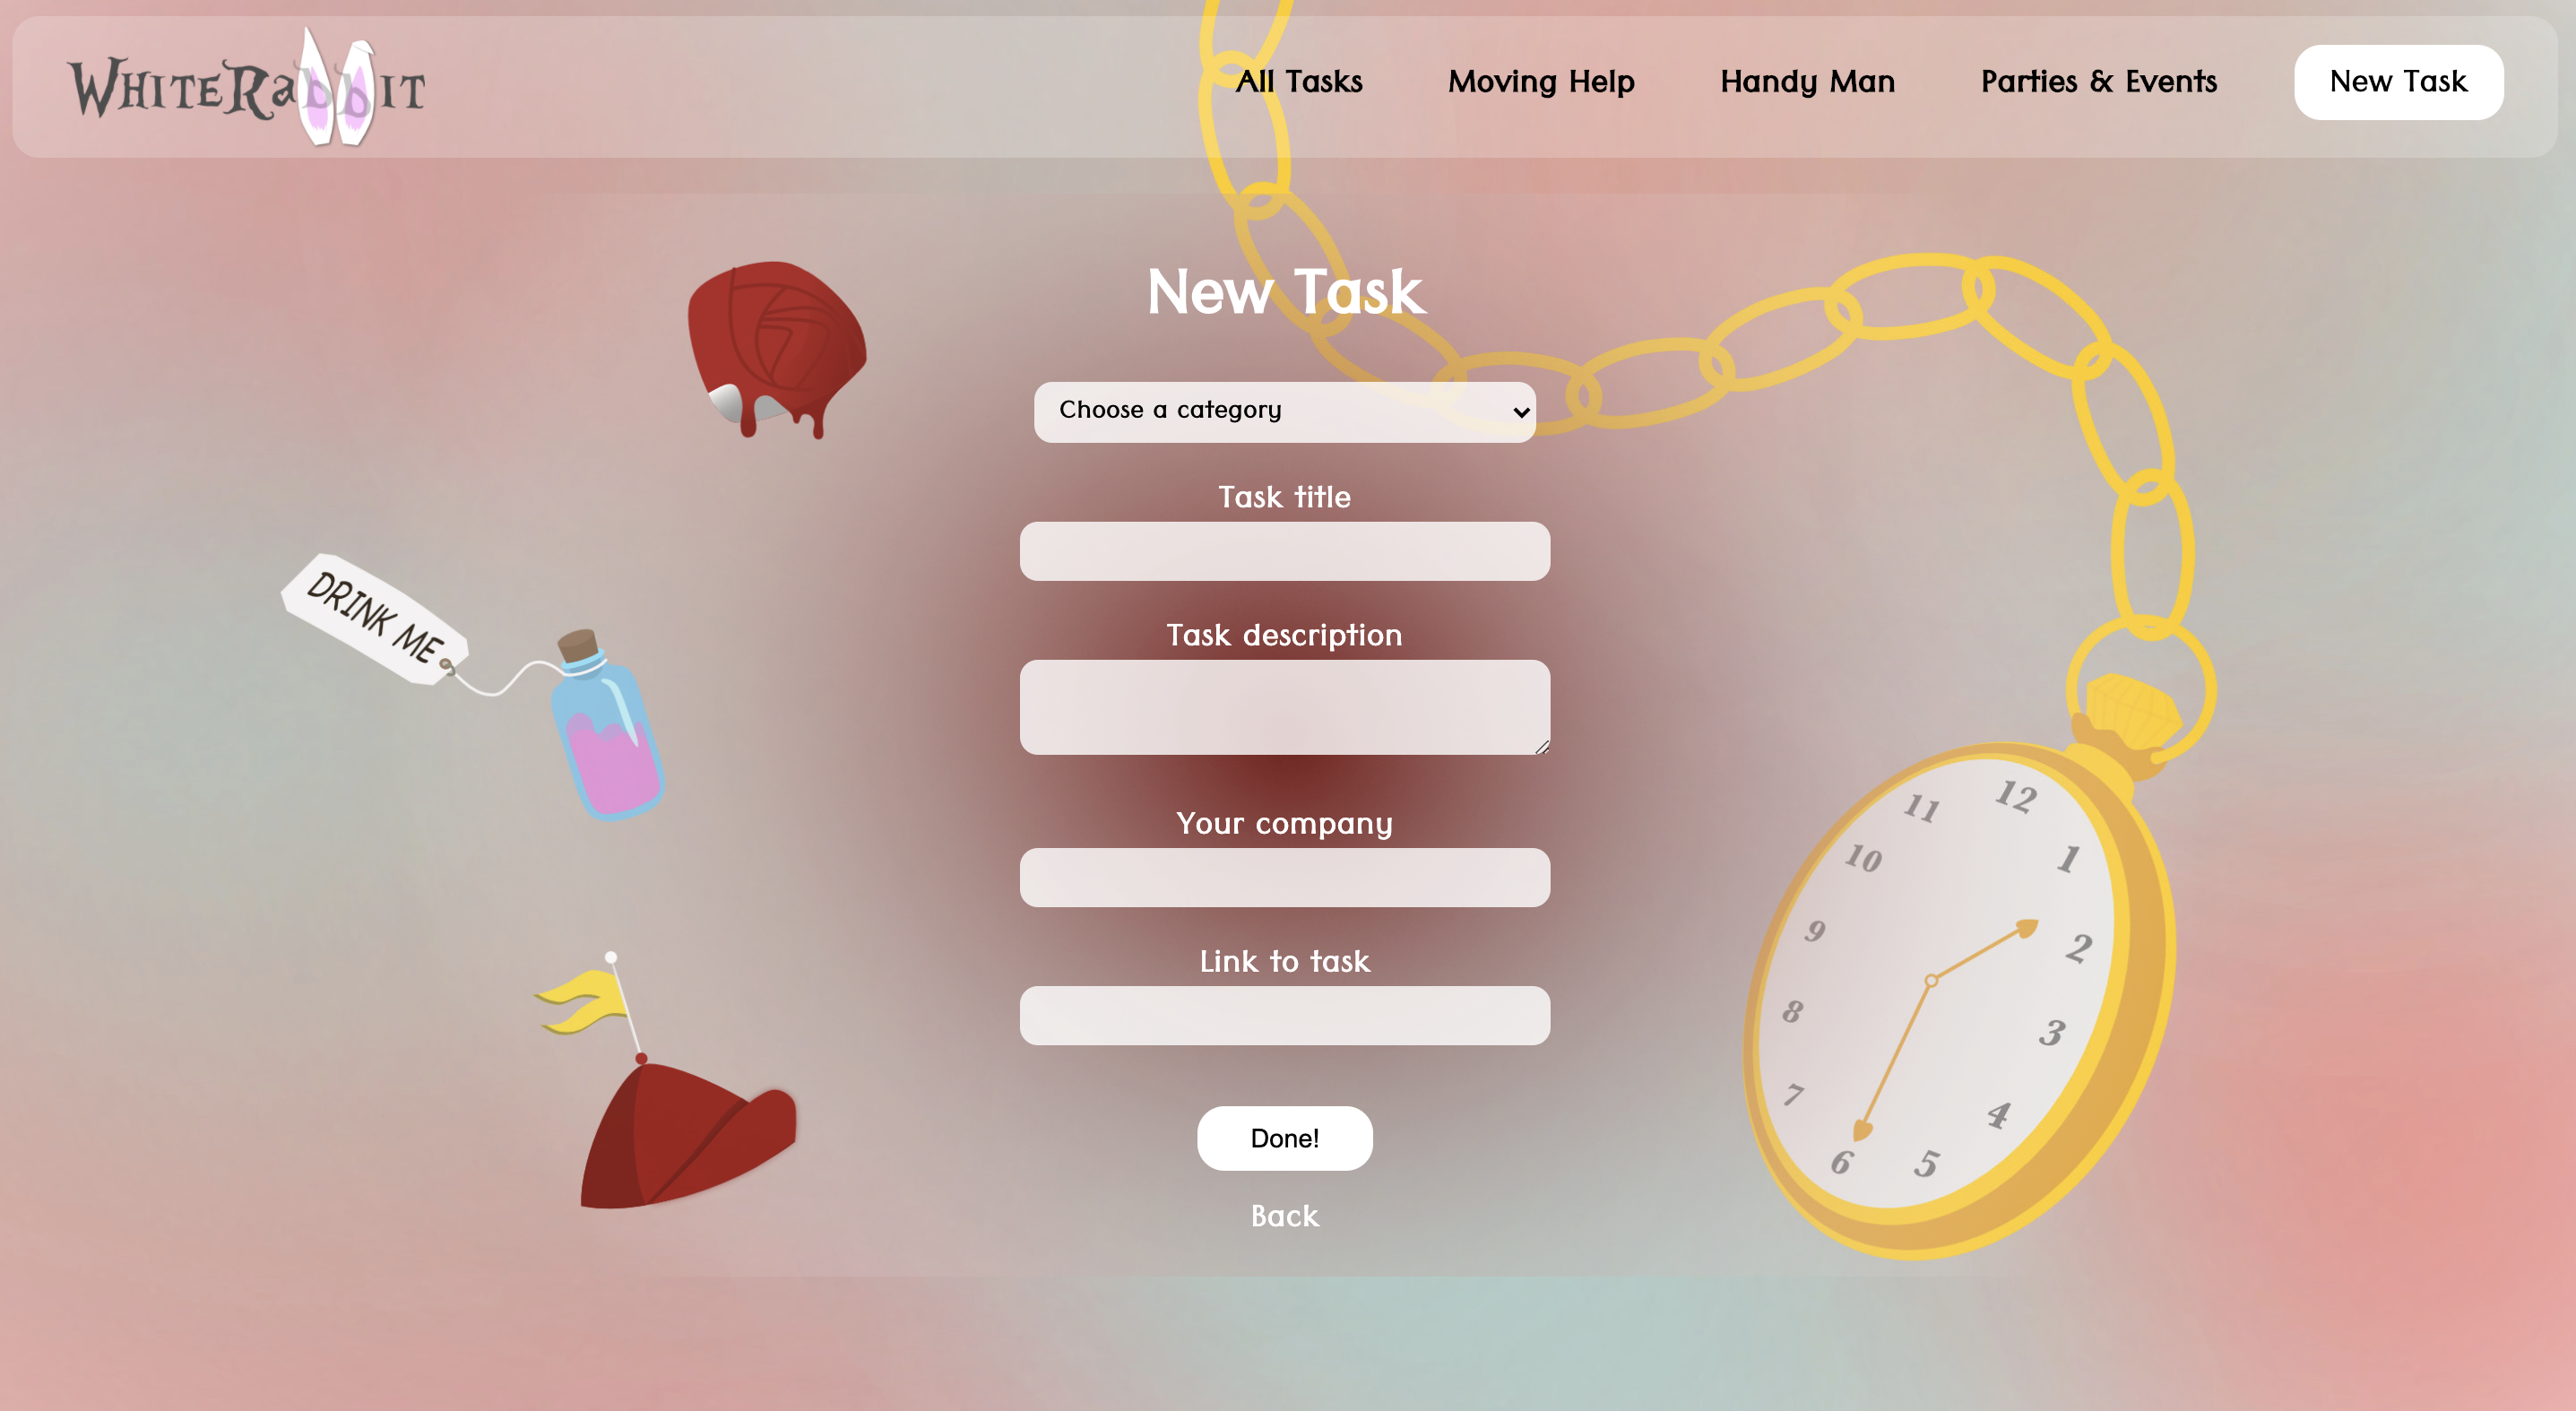 WhiteRabbit
All Tasks
Moving Help
Handy Man
Parties & Events
New Task
New Task
Choose a category
Task title
Task description
Your company
Link to task
Done!
Back
DRINK ME
12
1
2
3
4
5
6
7
8
9
10
11